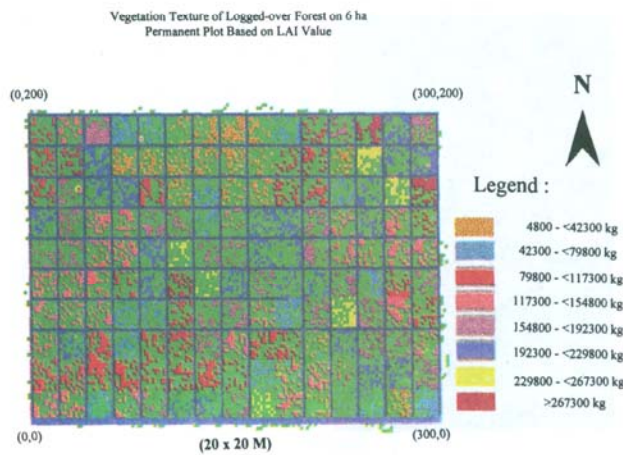 Vegetation Texture of Logged-over Forest on 6 ha
Permanent Plot Based on LAI Value
(0,200)
(300,200)
N
Legend :
4800 - <42300 kg
42300 - <79800 kg
79800 - <117300 kg
117300 - <154800 kg
154800 - <192300 kg
192300 - <229800 kg
229800 - <267300 kg
>267300 kg
(0,0)
(20 x 20 M)
(300,0)